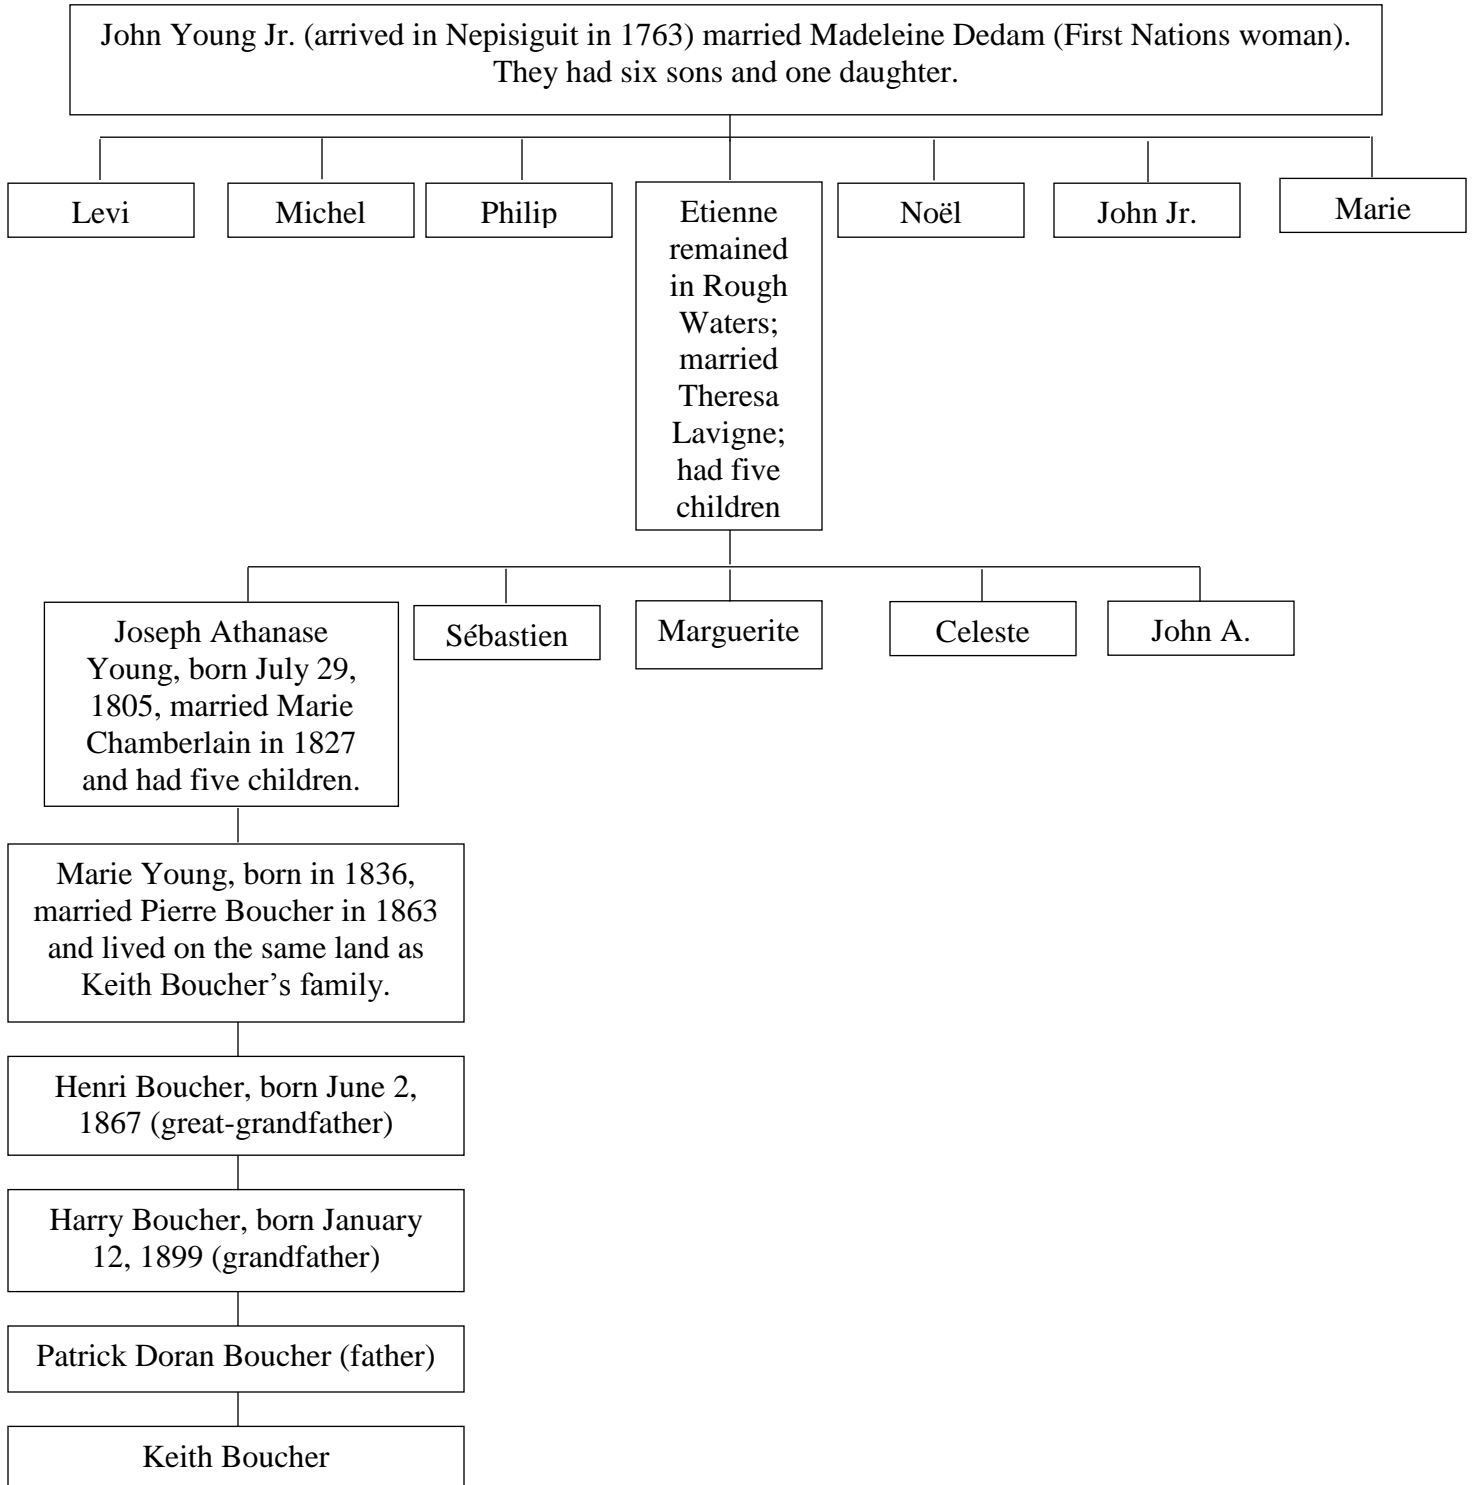 John Young Jr. (arrived in Nepisiguit in 1763) married Madeleine Dedam (First Nations woman).
They had six sons and one daughter.
Levi
Michel
Philip
Etienne
remained
in Rough
Waters;
married
Theresa
Lavigne;
had five
children
Noël
John Jr.
Marie
Joseph Athanase
Young, born July 29,
1805, married Marie
Chamberlain in 1827
and had five children.
Sébastien
Marguerite
Celeste
John A.
Marie Young, born in 1836,
married Pierre Boucher in 1863
and lived on the same land as
Keith Boucher’s family.
Henri Boucher, born June 2,
1867 (great-grandfather)
Harry Boucher, born January
12, 1899 (grandfather)
Patrick Doran Boucher (father)
Keith Boucher